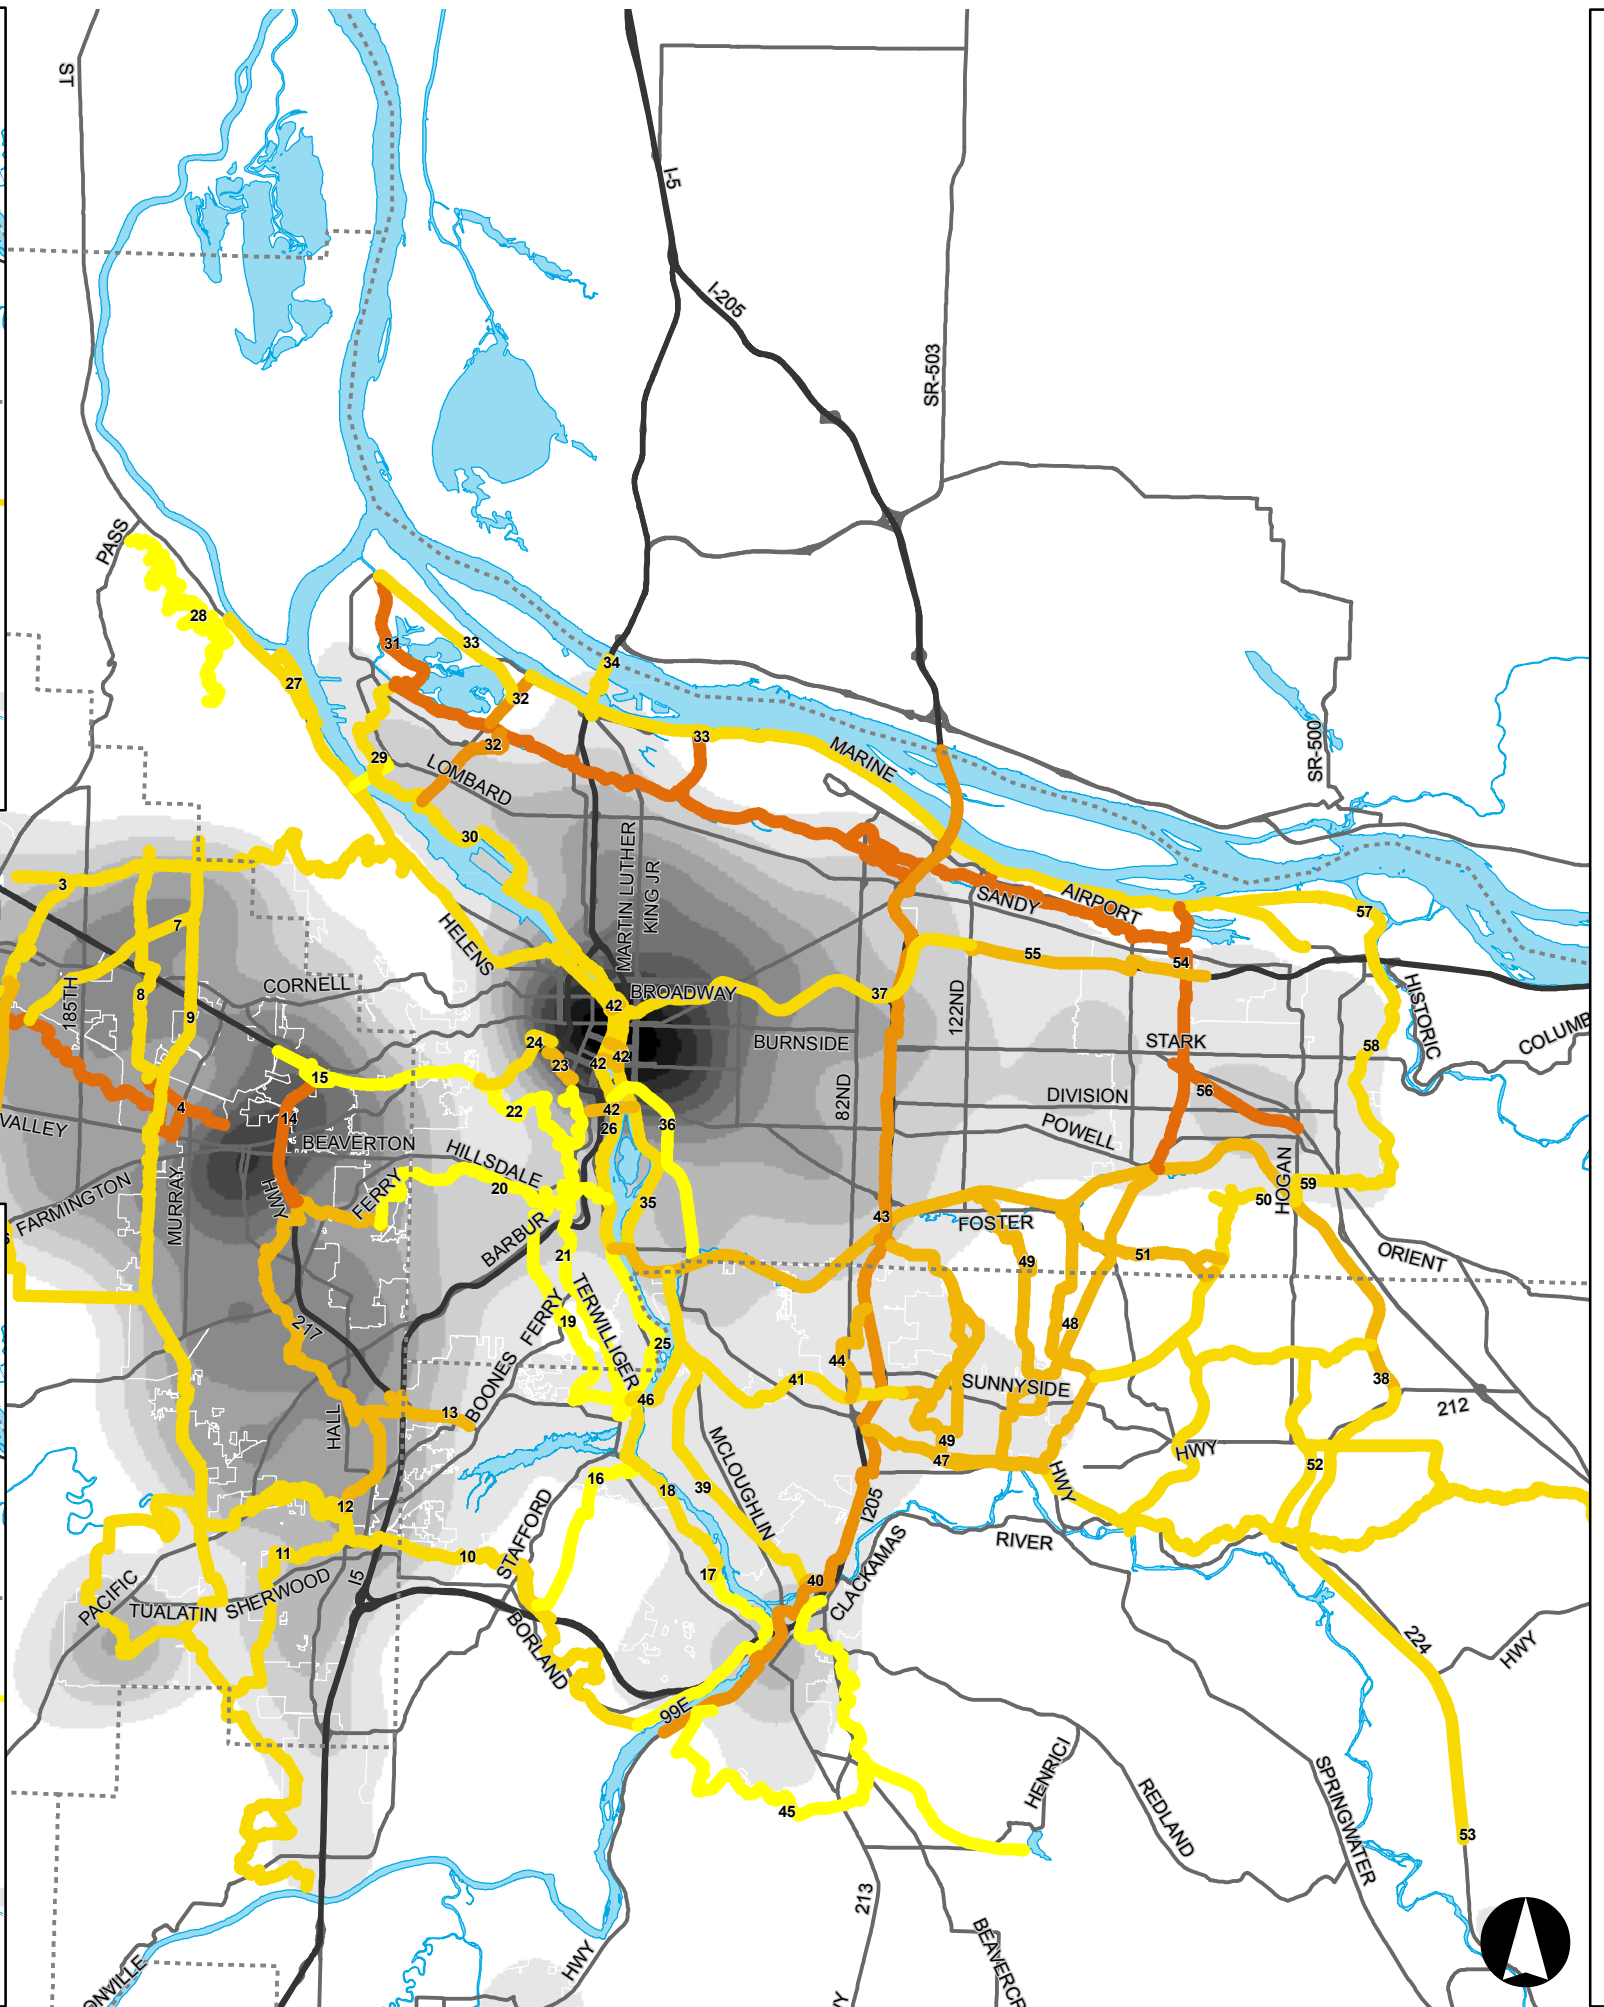 ST
I-5
I-205
SR-503
PASS
28
31
33
34
27
32
SR-500
32
33
29
MARINE
LOMBARD
30
MARTIN LUTHER
KING JR
3
SANDY
AIRPORT
57
7
HELENS
55
54
185TH
8
CORNELL
BROADWAY
37
9
42
122ND
HISTORIC
24
42
BURNSIDE
STARK
58
23
42
15
56
4
22
42
82ND
DIVISION
14
26
36
POWELL
VALLEY
BEAVERTON
HILLSDALE
FARMINGTON
MURRAY
HWY
FERRY
20
35
HOGAN
59
50
BARBUR
43
FOSTER
21
49
51
ORIENT
217
FERRY
19
TERWILLIGER
25
48
44
BOONES
41
SUNNYSIDE
38
46
212
HALL
13
MCLOUGHLIN
49
HWY
47
52
16
18
39
HWY
12
STAFFORD
I205
RIVER
11
10
CLACKAMAS
I5
17
40
PACIFIC
TUALATIN
SHERWOOD
BORLAND
224
HWY
99E
HENRICI
45
REDLAND
SPRINGWATER
53
213
HWY